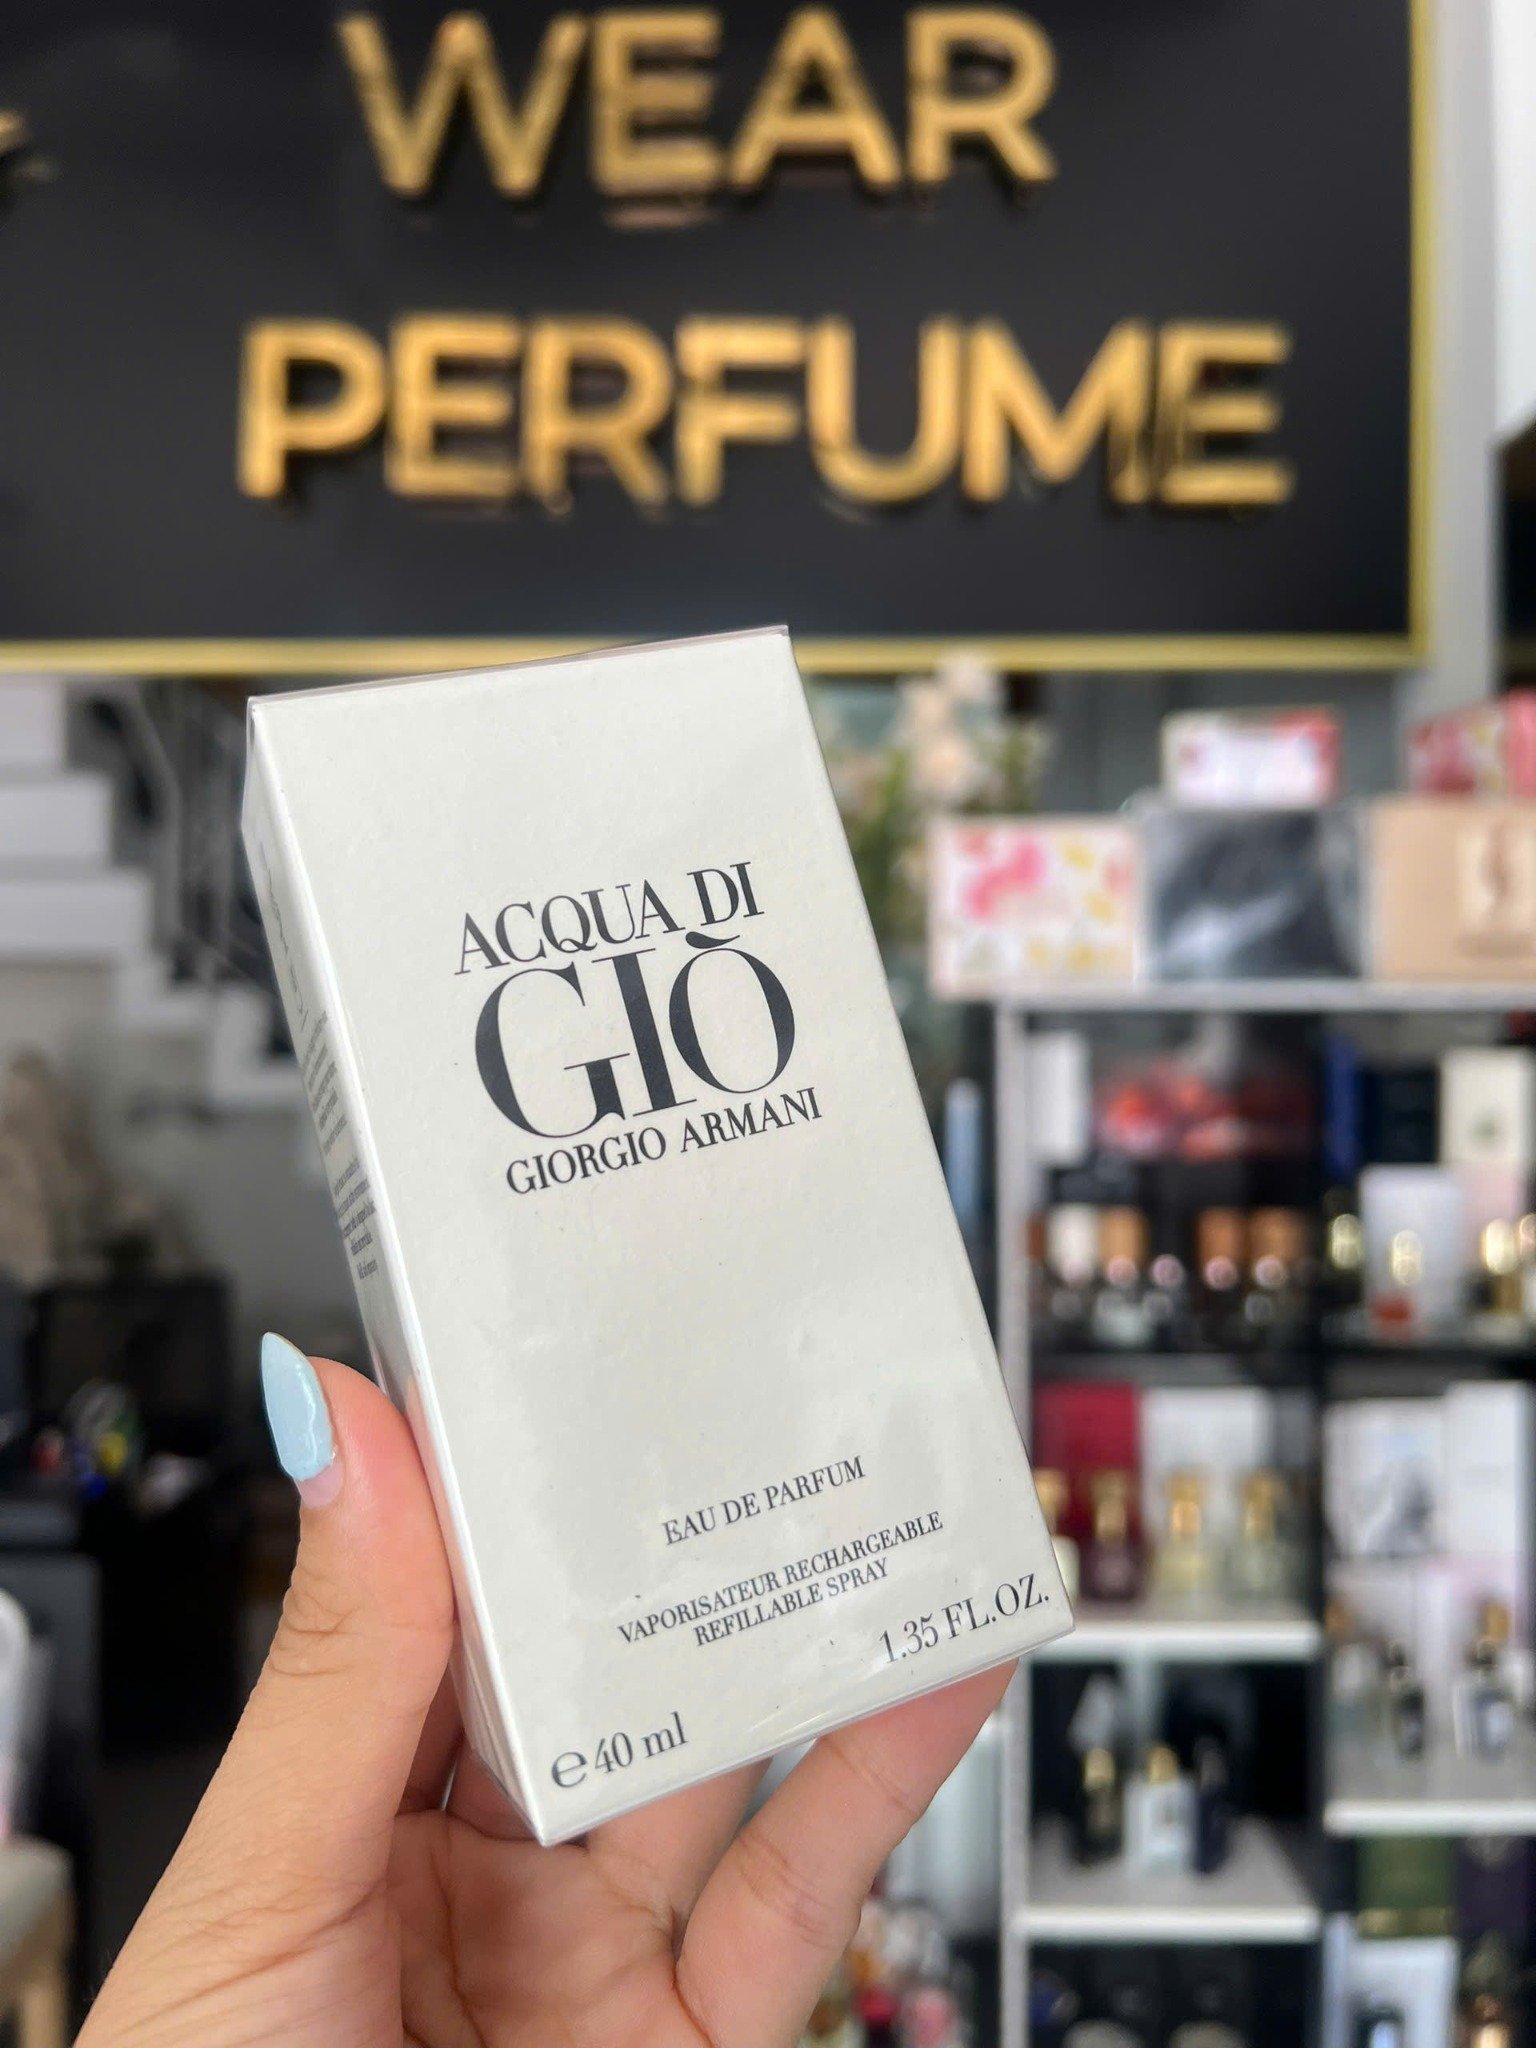 WEAR
PERFUME
ACQUA DI
GIÒ
GIORGIO ARMANI
EAU DE PARFUM
VAPORISATEUR RECHARGEABLE
REFILLABLE SPRAY
1.35 FL.OZ.
e 40 ml